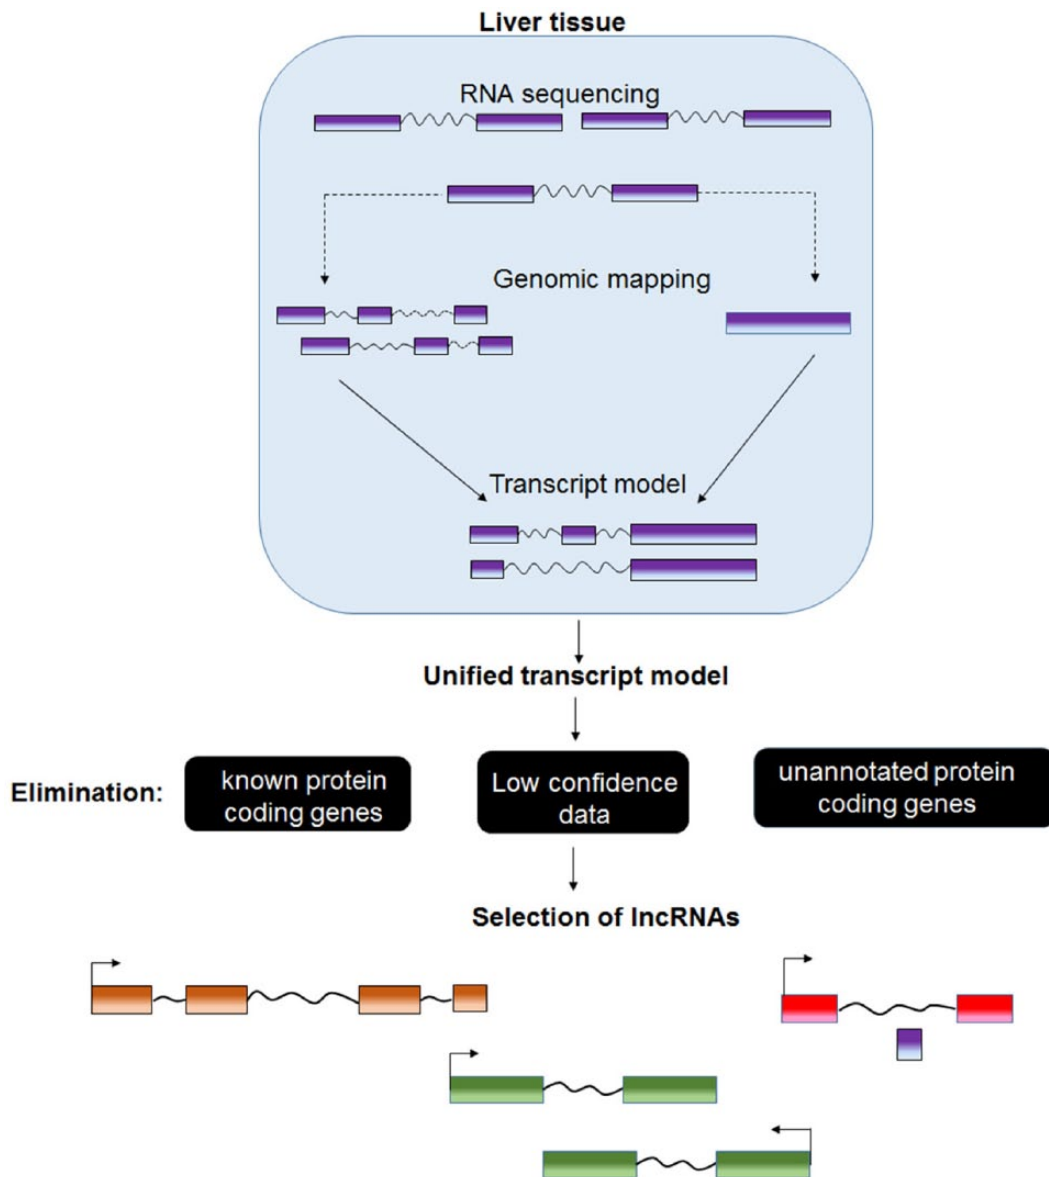 Liver tissue
RNA sequencing
Genomic mapping
Transcript model
Unified transcript model
Elimination:
known protein
coding genes
Low confidence
data
unannotated protein
coding genes
Selection of lncRNAs